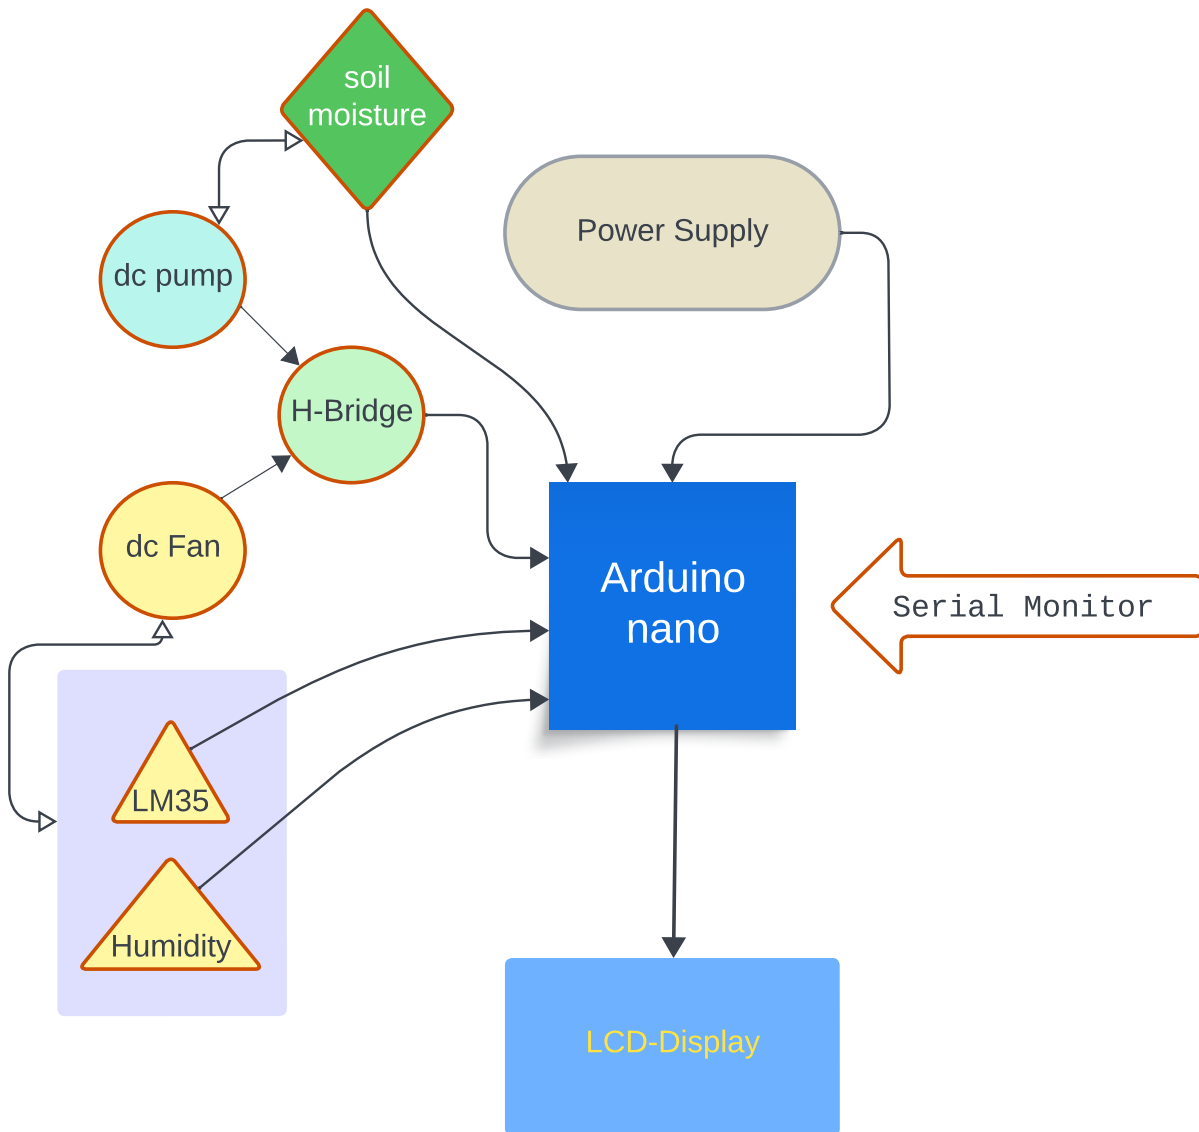 soil
moisture
Power Supply
dc pump
H-Bridge
dc Fan
Arduino
nano
Serial Monitor
LM35
Humidity
LCD-Display